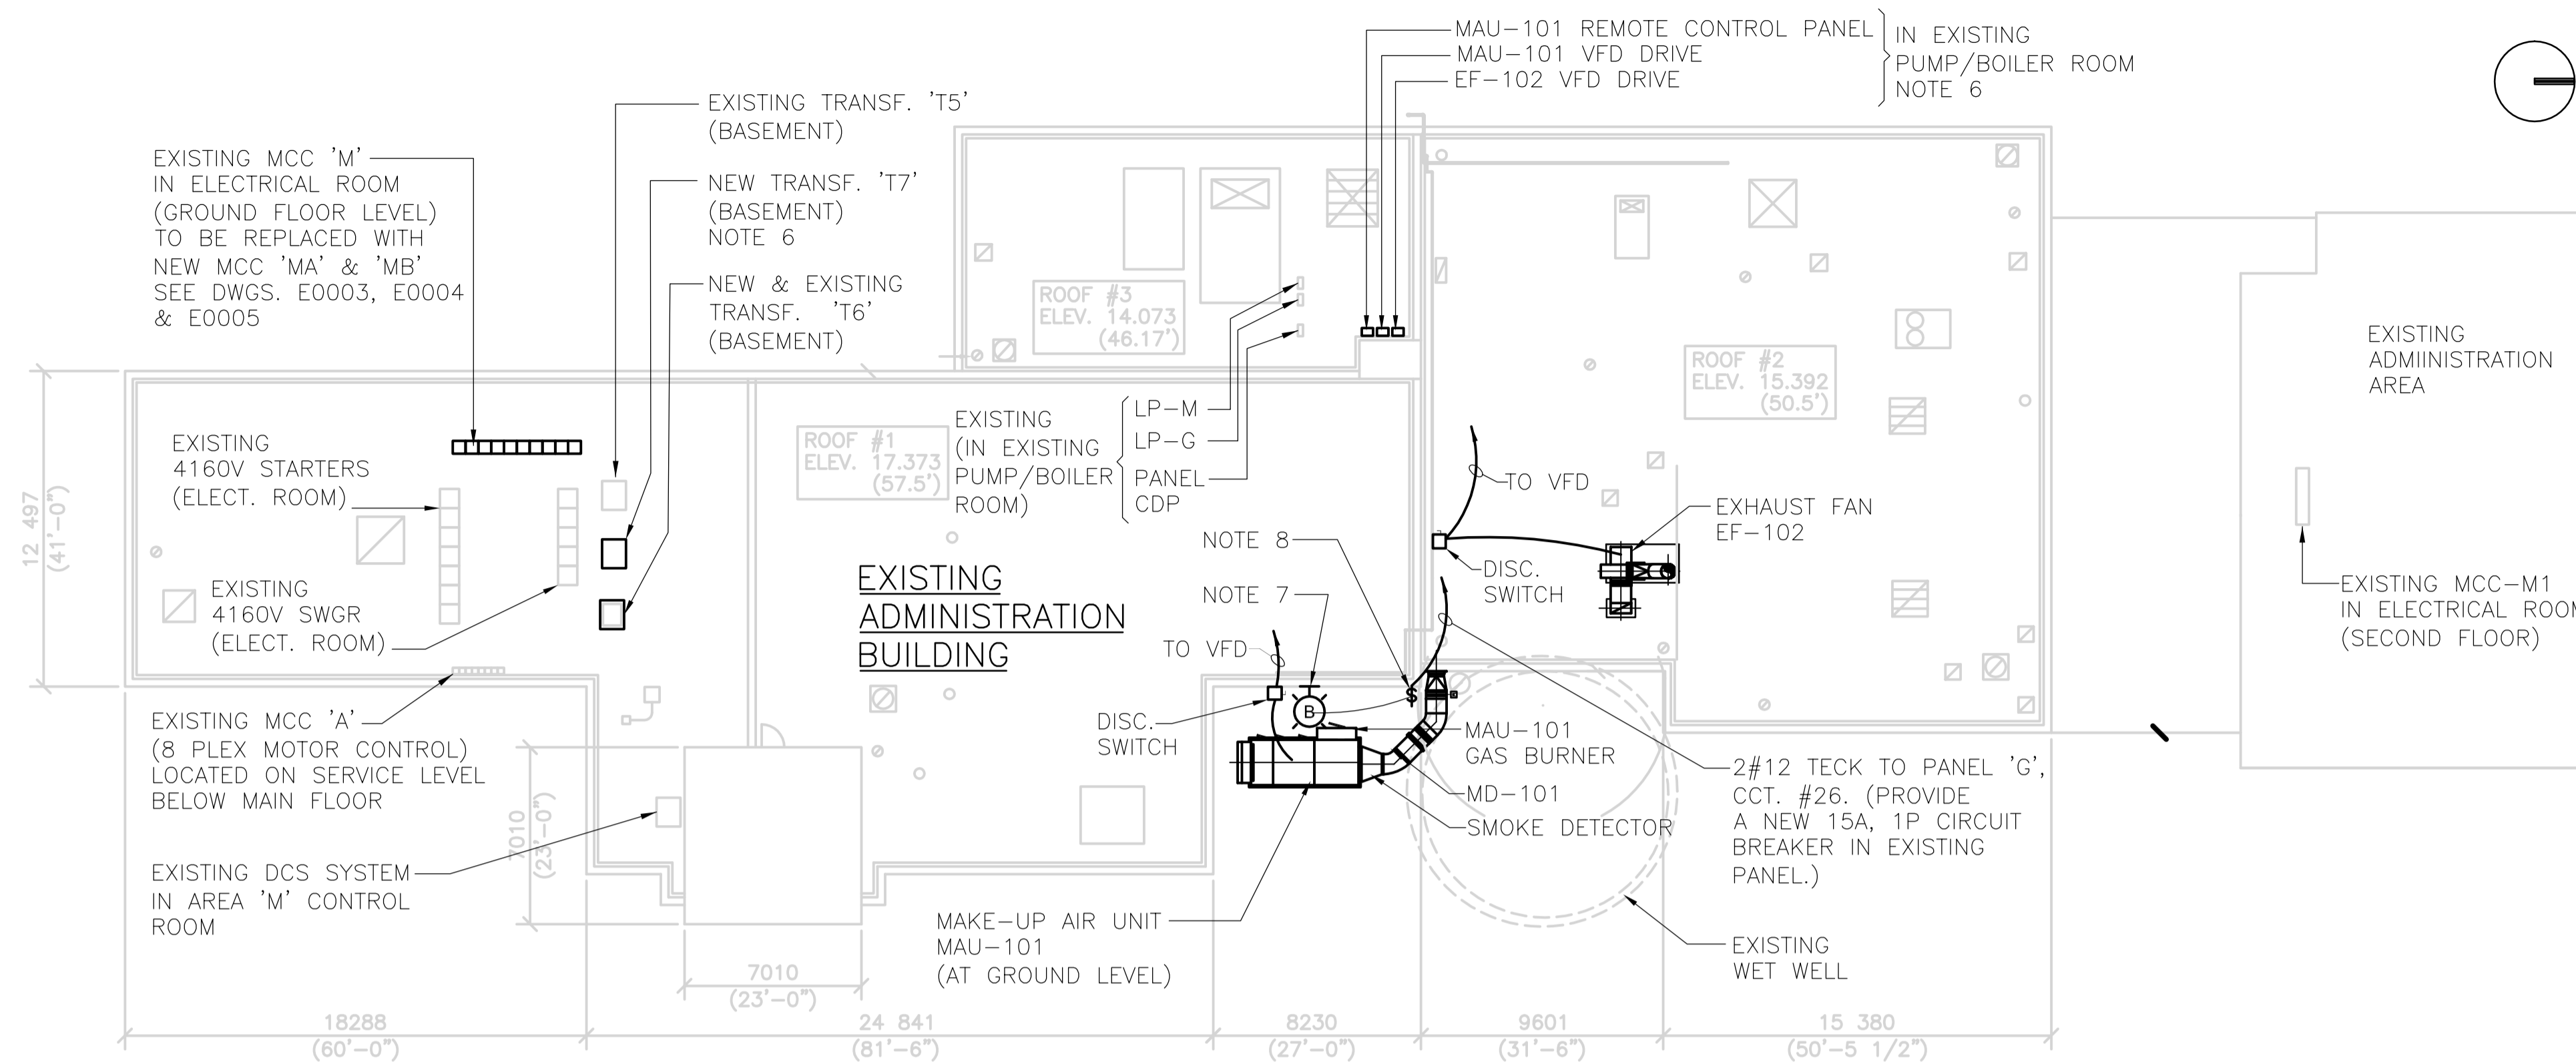 MAU-101 REMOTE CONTROL PANEL
MAU-101 VFD DRIVE
EF-102 VFD DRIVE
IN EXISTING
PUMP/BOILER ROOM
NOTE 6
EXISTING TRANSF. 'T5'
(BASEMENT)
NEW TRANSF. 'T7'
(BASEMENT)
NOTE 6
NEW & EXISTING
TRANSF. 'T6'
(BASEMENT)
EXISTING MCC 'M'
IN ELECTRICAL ROOM
(GROUND FLOOR LEVEL)
TO BE REPLACED WITH
NEW MCC 'MA' & 'MB'
SEE DWGS. E0003, E0004
& E0005
ROOF #3
ELEV. 14.073
(46.17')
ROOF #2
ELEV. 15.392
(50.5')
EXISTING
ADMIINISTRATION
AREA
ROOF #1
ELEV. 17.373
(57.5')
EXISTING
(IN EXISTING
PUMP/BOILER
ROOM)
LP-M
LP-G
PANEL
CDP
EXISTING
4160V STARTERS
(ELECT. ROOM)
12 497
(41'-0")
TO VFD
EXHAUST FAN
EF-102
NOTE 8
DISC.
SWITCH
NOTE 7
EXISTING
4160V SWGR
(ELECT. ROOM)
EXISTING
ADMINISTRATION
BUILDING
EXISTING MCC-M1
IN ELECTRICAL ROOM
(SECOND FLOOR)
TO VFD
B
$
EXISTING MCC 'A'
(8 PLEX MOTOR CONTROL)
LOCATED ON SERVICE LEVEL
BELOW MAIN FLOOR
DISC.
SWITCH
MAU-101
GAS BURNER
MD-101
SMOKE DETECTOR
2#12 TECK TO PANEL 'G',
CCT. #26. (PROVIDE
A NEW 15A, 1P CIRCUIT
BREAKER IN EXISTING
PANEL.)
7010
(23'-0")
EXISTING DCS SYSTEM
IN AREA 'M' CONTROL
ROOM
MAKE-UP AIR UNIT
MAU-101
(AT GROUND LEVEL)
EXISTING
WET WELL
7010
(23'-0")
18288
(60'-0")
24 841
(81'-6")
8230
(27'-0")
9601
(31'-6")
15 380
(50'-5 1/2")